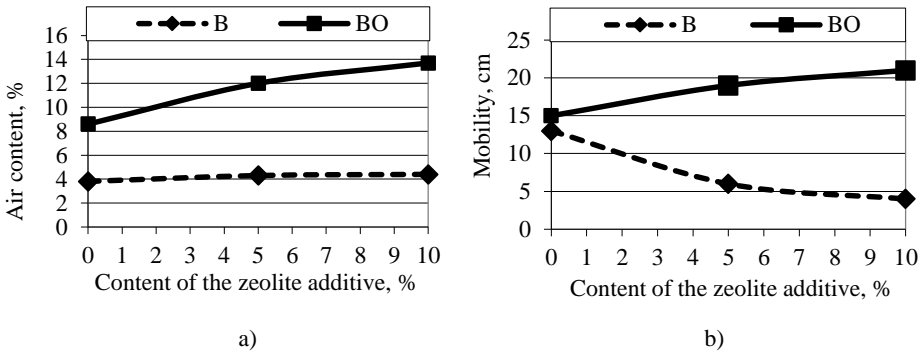 B BO
Air content, %
16
14
12
10
8
6
4
2
0
0 1 2 3 4 5 6 7 8 9 10
Content of the zeolite additive, %
a)
B BO
Mobility, cm
25
20
15
10
5
0
0 1 2 3 4 5 6 7 8 9 10
Content of the zeolite additive, %
b)